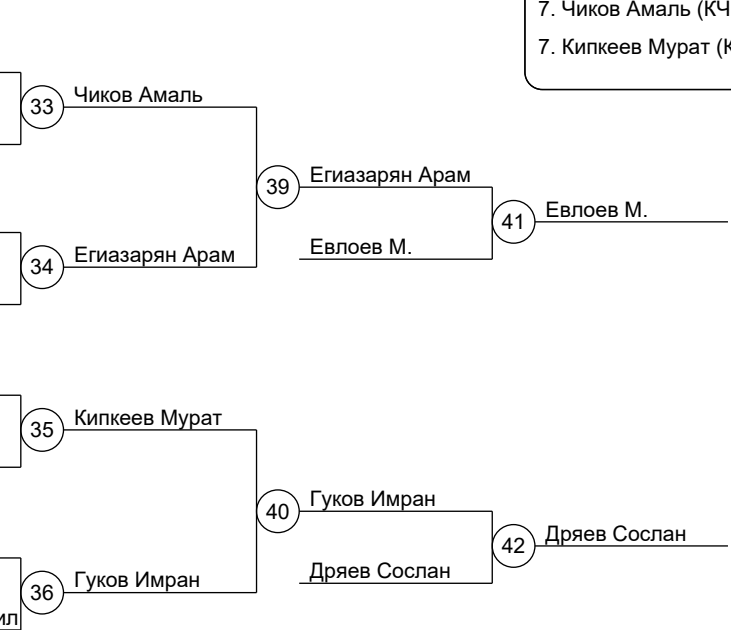 7. Чиков Амаль (КЧ
7. Кипкеев Мурат (К
33 Чиков Амаль
39 Егиазарян Арам
41 Евлоев М.
34 Егиазарян Арам
Евлоев М.
35 Кипкеев Мурат
40 Гуков Имран
42 Дряев Сослан
Дряев Сослан
36 Гуков Имран
ил